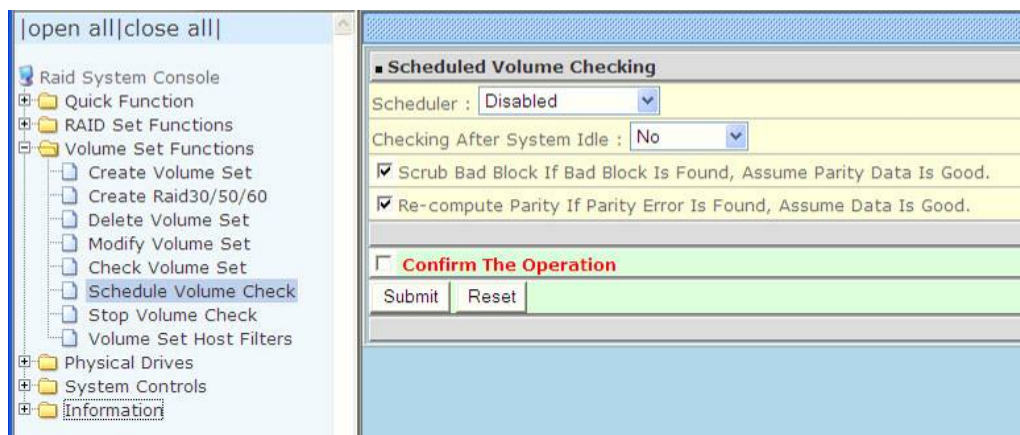 |open all|close all|
Raid System Console
Quick Function
RAID Set Functions
Volume Set Functions
Create Volume Set
Create Raid30/50/60
Delete Volume Set
Modify Volume Set
Check Volume Set
Schedule Volume Check
Stop Volume Check
Volume Set Host Filters
Physical Drives
System Controls
Information
Scheduled Volume Checking
Scheduler : Disabled
Checking After System Idle : No
Scrub Bad Block If Bad Block Is Found, Assume Parity Data Is Good.
Re-compute Parity If Parity Error Is Found, Assume Data Is Good.
Confirm The Operation
Submit Reset